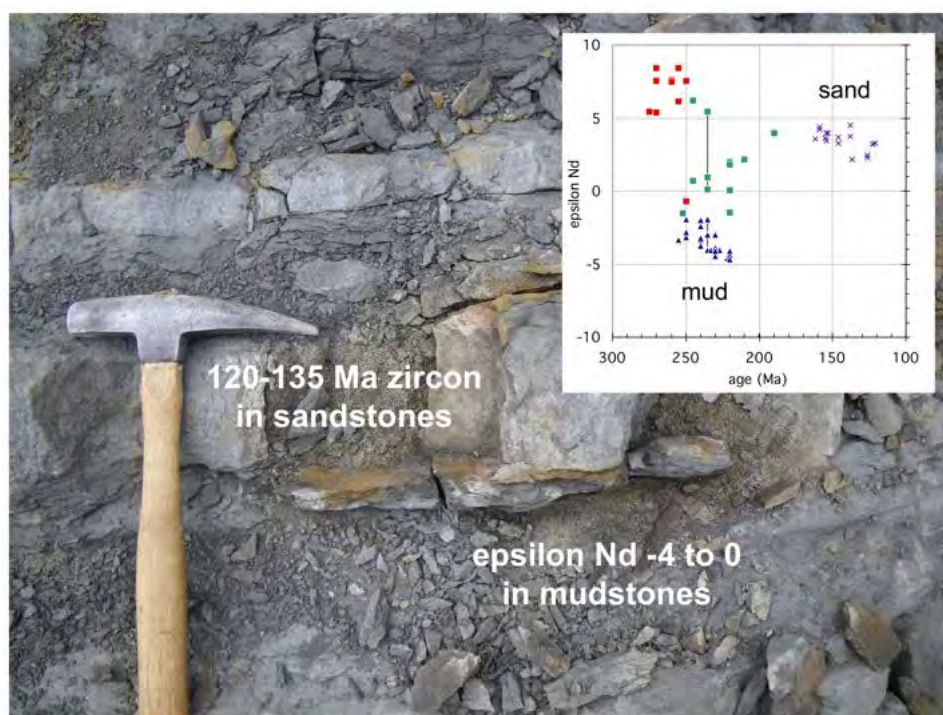 10
5
0
-5
-10
epsilon Nd
sand
mud
300
250
200
150
100
age (Ma)
120-135 Ma zircon
in sandstones
epsilon Nd -4 to 0
in mudstones